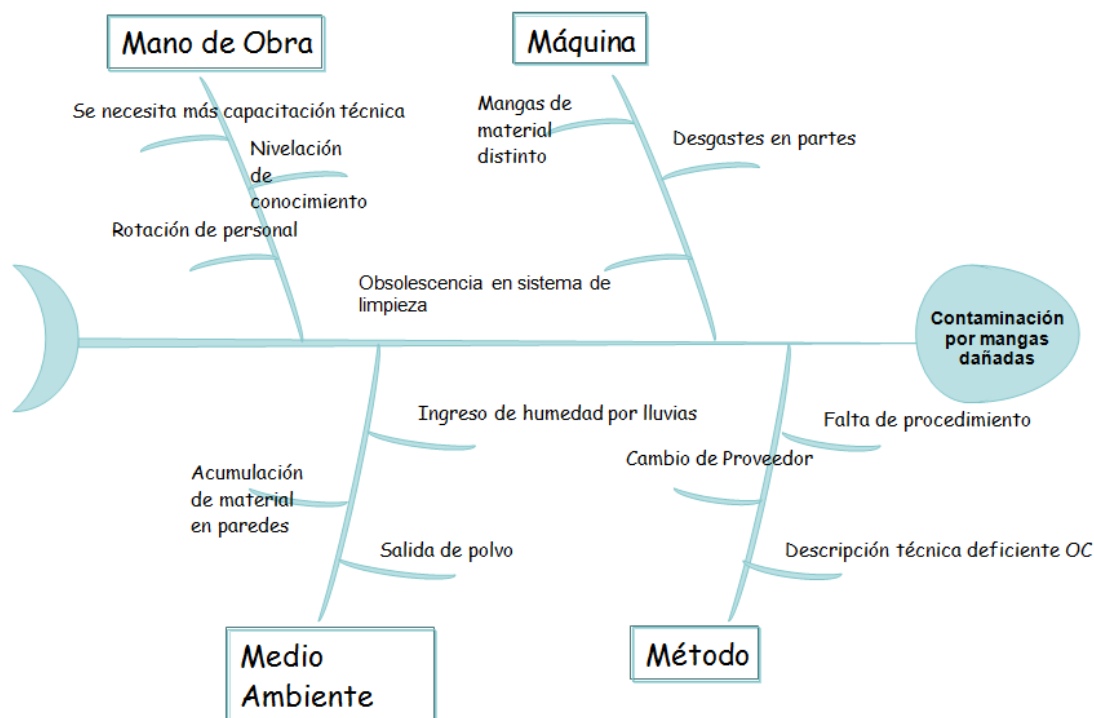 Mano de Obra
Máquina
Se necesita más capacitación técnica
Nivelación
de
conocimiento
Rotación de personal
Mangas de
material
distinto
Desgastes en partes
Obsolescencia en sistema de
limpieza
Contaminación
por mangas
dañadas
Ingreso de humedad por lluvias
Acumulación
de material
en paredes
Salida de polvo
Falta de procedimiento
Cambio de Proveedor
Descripción técnica deficiente OC
Medio
Ambiente
Método